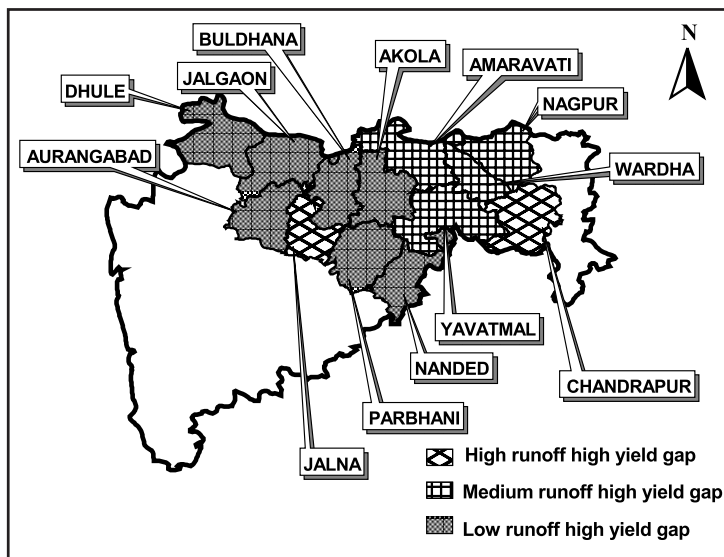 BULDHANA
AKOLA
N
JALGAON
AMARAVATI
DHULE
NAGPUR
AURANGABAD
WARDHA
YAVATMAL
NANDED
CHANDRAPUR
PARBHANI
JALNA
High runoff high yield gap
Medium runoff high yield gap
Low runoff high yield gap